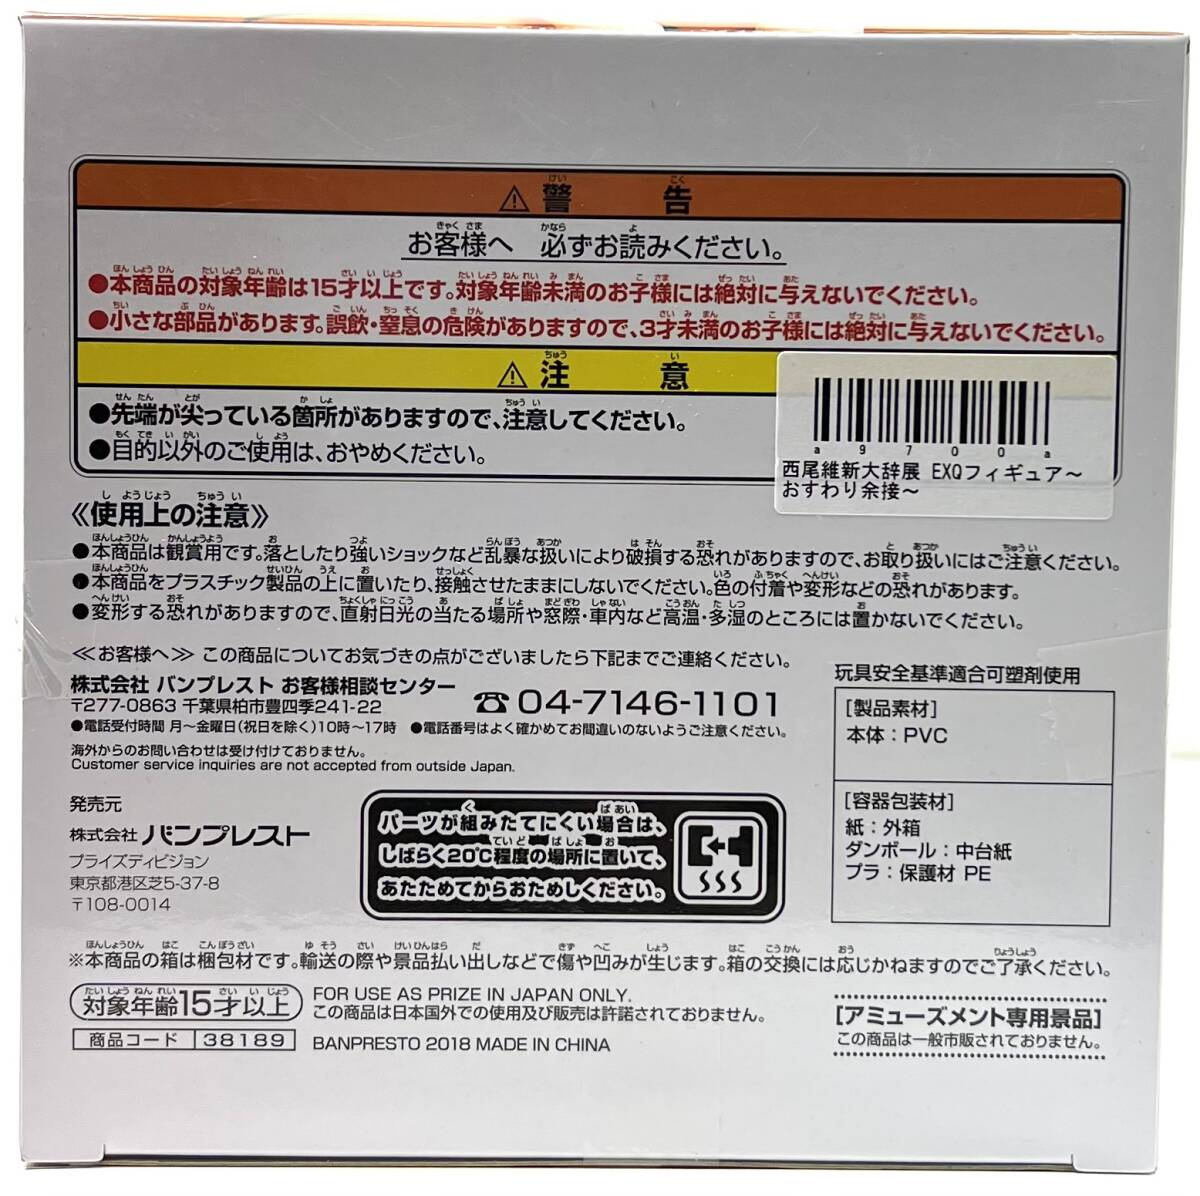 ⚠ 警告
お客様へ 必ずお読みください。
●本商品の対象年齢は15才以上です。対象年齢未満のお子様には絶対に与えないでください。
●小さな部品があります。誤飲・窒息の危険がありますので、3才未満のお子様には絶対に与えないでください。
⚠ 注意
●先端が尖っている箇所がありますので、注意してください。
●目的以外のご使用は、おやめください。
a9700a
西尾維新大辞展 EXQフィギュア～
おすわり余接～
《使用上の注意》
●本商品は観賞用です。落としたり強いショックなど乱暴な扱いにより破損する恐れがありますので、お取り扱いにはご注意ください。
●本商品をプラスチック製品の上に置いたり、接触させたままにしないでください。色の付着や変形などの恐れがあります。
●変形する恐れがありますので、直射日光の当たる場所や窓際・車内など高温・多湿のところには置かないでください。
≪お客様へ≫ この商品についてお気づきの点がございましたら下記までご連絡ください。
株式会社 バンプレスト お客様相談センター
〒277-0863 千葉県柏市豊四季241-22
☎04-7146-1101
●電話受付時間 月～金曜日(祝日を除く)10時～17時 ●電話番号はよく確かめてお間違いのないようご注意ください。
海外からのお問い合わせは受け付けておりません。
Customer service inquiries are not accepted from outside Japan.
発売元
株式会社 バンプレスト
プライズディビジョン
東京都港区芝5-37-8
〒108-0014
パーツが組みたてにくい場合は、
しばらく20℃程度の場所に置いて、
あたためてからおためしください。
玩具安全基準適合可塑剤使用
[製品素材]
本体：PVC
[容器包装材]
紙：外箱
ダンボール：中台紙
プラ：保護材 PE
※本商品の箱は梱包材です。輸送の際や景品払い出しなどで傷や凹みが生じます。箱の交換には応じかねますのでご了承ください。
対象年齢15才以上
商品コード 38189
FOR USE AS PRIZE IN JAPAN ONLY.
この商品は日本国外での使用及び販売は許諾されておりません。
BANPRESTO 2018 MADE IN CHINA
[アミューズメント専用景品]
この商品は一般市販されておりません。